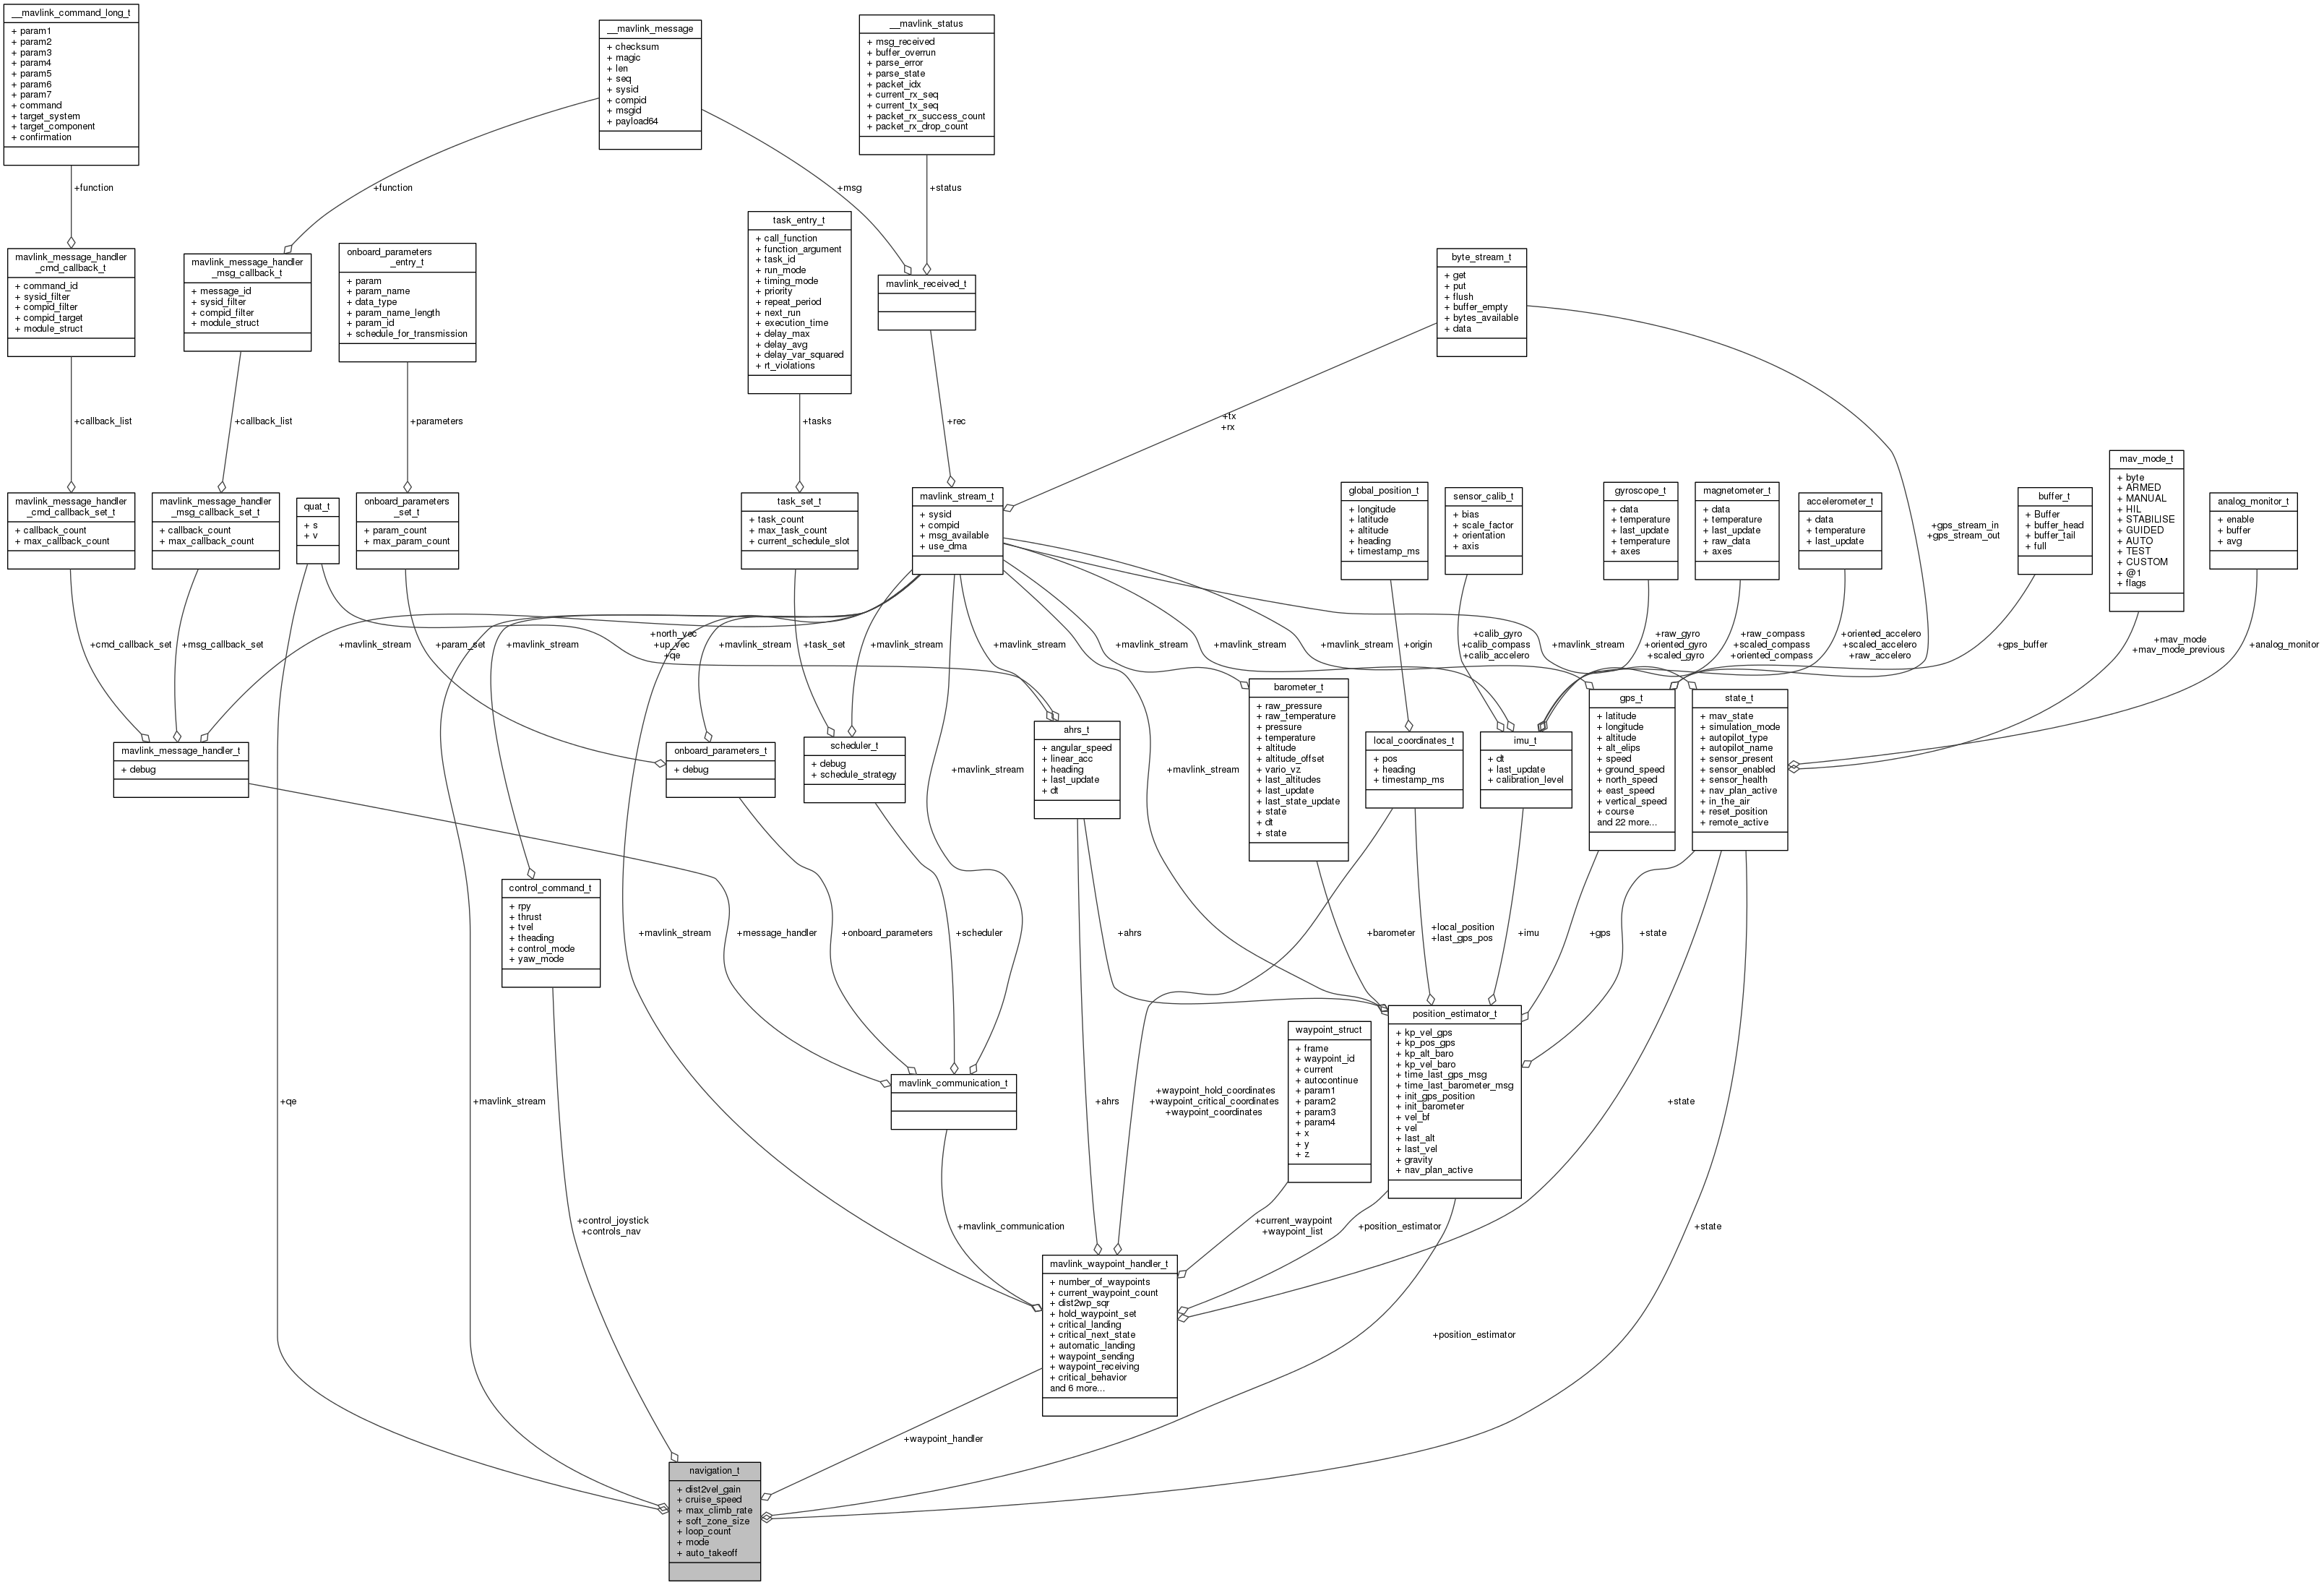 __mavlink_command_long_t
+ param1
+ param2
+ param3
+ param4
+ param5
+ param6
+ param7
+ command
+ target_system
+ target_component
+ confirmation
__mavlink_message
+ checksum
+ magic
+ len
+ seq
+ sysid
+ compid
+ msgid
+ payload64
__mavlink_status
+ msg_received
+ buffer_overrun
+ parse_error
+ parse_state
+ packet_idx
+ current_rx_seq
+ current_tx_seq
+ packet_rx_success_count
+ packet_rx_drop_count
+function
+function
+msg
+status
mavlink_message_handler
_cmd_callback_t
+ command_id
+ sysid_filter
+ compid_filter
+ compid_target
+ module_struct
mavlink_message_handler
_msg_callback_t
+ message_id
+ sysid_filter
+ compid_filter
+ module_struct
onboard_parameters
_entry_t
+ param
+ param_name
+ data_type
+ param_name_length
+ param_id
+ schedule_for_transmission
task_entry_t
+ call_function
+ function_argument
+ task_id
+ run_mode
+ timing_mode
+ priority
+ repeat_period
+ next_run
+ execution_time
+ delay_max
+ delay_avg
+ delay_var_squared
+ rt_violations
mavlink_received_t
byte_stream_t
+ get
+ put
+ flush
+ buffer_empty
+ bytes_available
+ data
+callback_list
+callback_list
+parameters
+tasks
+rec
+tx
+rx
mavlink_message_handler
_cmd_callback_set_t
+ callback_count
+ max_callback_count
mavlink_message_handler
_msg_callback_set_t
+ callback_count
+ max_callback_count
quat_t
+ s
+ v
onboard_parameters
_set_t
+ param_count
+ max_param_count
task_set_t
+ task_count
+ max_task_count
+ current_schedule_slot
mavlink_stream_t
+ sysid
+ compid
+ msg_available
+ use_dma
global_position_t
+ longitude
+ latitude
+ altitude
+ heading
+ timestamp_ms
sensor_calib_t
+ bias
+ scale_factor
+ orientation
+ axis
gyroscope_t
+ data
+ temperature
+ last_update
+ temperature
+ axes
magnetometer_t
+ data
+ temperature
+ last_update
+ raw_data
+ axes
accelerometer_t
+ data
+ temperature
+ last_update
+gps_stream_in
+gps_stream_out
buffer_t
+ Buffer
+ buffer_head
+ buffer_tail
+ full
mav_mode_t
+ byte
+ ARMED
+ MANUAL
+ HIL
+ STABILISE
+ GUIDED
+ AUTO
+ TEST
+ CUSTOM
+ @1
+ flags
analog_monitor_t
+ enable
+ buffer
+ avg
+cmd_callback_set
+msg_callback_set
+mavlink_stream
+param_set
+mavlink_stream
+north_vec
+up_vec
+qe
+mavlink_stream
+task_set
+mavlink_stream
+mavlink_stream
+mavlink_stream
+mavlink_stream
+mavlink_stream
+origin
+calib_gyro
+calib_compass
+calib_accelero
+mavlink_stream
+raw_gyro
+oriented_gyro
+scaled_gyro
+raw_compass
+scaled_compass
+oriented_compass
+oriented_accelero
+scaled_accelero
+raw_accelero
+gps_buffer
+mav_mode
+mav_mode_previous
+analog_monitor
mavlink_message_handler_t
+ debug
onboard_parameters_t
+ debug
scheduler_t
+ debug
+ schedule_strategy
+mavlink_stream
ahrs_t
+ angular_speed
+ linear_acc
+ heading
+ last_update
+ dt
+mavlink_stream
barometer_t
+ raw_pressure
+ raw_temperature
+ pressure
+ temperature
+ altitude
+ altitude_offset
+ vario_vz
+ last_altitudes
+ last_update
+ last_state_update
+ state
+ dt
+ state
local_coordinates_t
+ pos
+ heading
+ timestamp_ms
imu_t
+ dt
+ last_update
+ calibration_level
gps_t
+ latitude
+ longitude
+ altitude
+ alt_elips
+ speed
+ ground_speed
+ north_speed
+ east_speed
+ vertical_speed
+ course
and 22 more...
state_t
+ mav_state
+ simulation_mode
+ autopilot_type
+ autopilot_name
+ sensor_present
+ sensor_enabled
+ sensor_health
+ nav_plan_active
+ in_the_air
+ reset_position
+ remote_active
control_command_t
+ rpy
+ thrust
+ tvel
+ theading
+ control_mode
+ yaw_mode
+mavlink_stream
+message_handler
+onboard_parameters
+scheduler
+ahrs
+barometer
+local_position
+last_gps_pos
+imu
+gps
+state
position_estimator_t
+ kp_vel_gps
+ kp_pos_gps
+ kp_alt_baro
+ kp_vel_baro
+ time_last_gps_msg
+ time_last_barometer_msg
+ init_gps_position
+ init_barometer
+ vel_bf
+ vel
+ last_alt
+ last_vel
+ gravity
+ nav_plan_active
waypoint_struct
+ frame
+ waypoint_id
+ current
+ autocontinue
+ param1
+ param2
+ param3
+ param4
+ x
+ y
+ z
mavlink_communication_t
+qe
+mavlink_stream
+ahrs
+waypoint_hold_coordinates
+waypoint_critical_coordinates
+waypoint_coordinates
+state
+control_joystick
+controls_nav
+mavlink_communication
+current_waypoint
+waypoint_list
+position_estimator
+state
mavlink_waypoint_handler_t
+ number_of_waypoints
+ current_waypoint_count
+ dist2wp_sqr
+ hold_waypoint_set
+ critical_landing
+ critical_next_state
+ automatic_landing
+ waypoint_sending
+ waypoint_receiving
+ critical_behavior
and 6 more...
+position_estimator
+waypoint_handler
navigation_t
+ dist2vel_gain
+ cruise_speed
+ max_climb_rate
+ soft_zone_size
+ loop_count
+ mode
+ auto_takeoff